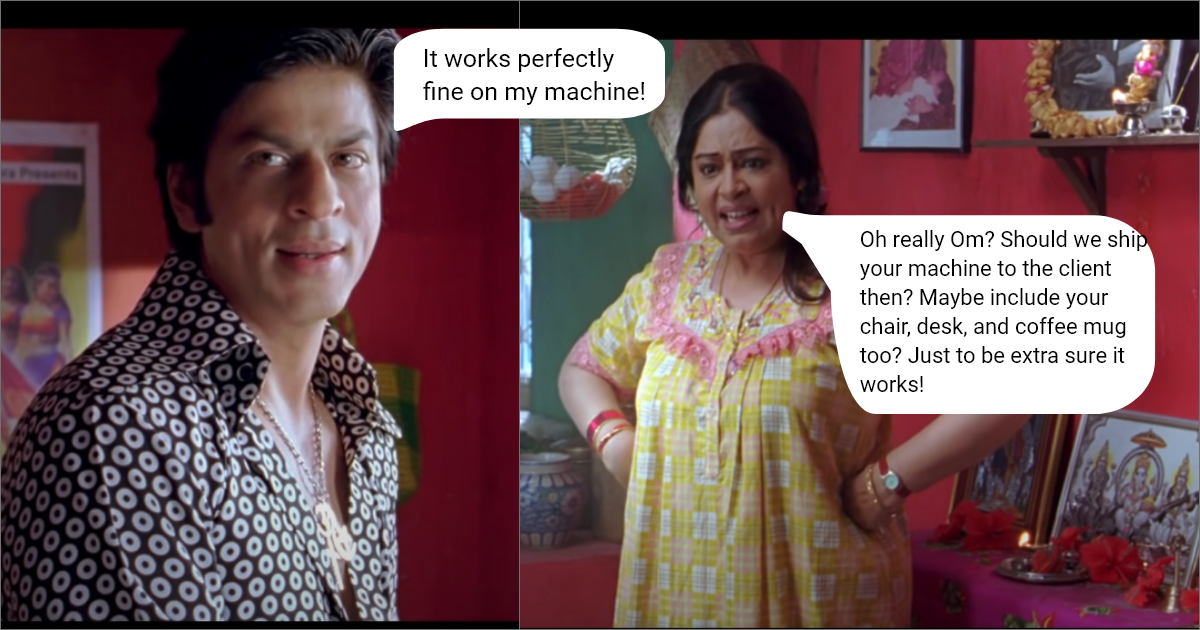 It works perfectly
fine on my machine!
rs Presents
Oh really Om? Should we ship
your machine to the client
then? Maybe include your
chair, desk, and coffee mug
too? Just to be extra sure it
works!